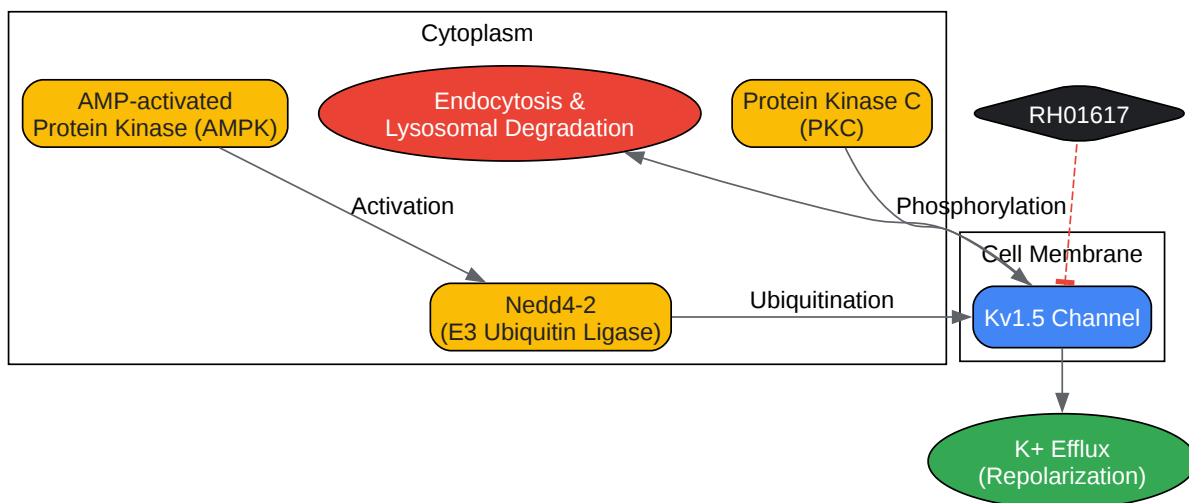 Cytoplasm
AMP-activated
Protein Kinase (AMPK)
Endocytosis &
Lysosomal Degradation
Protein Kinase C
(PKC)
RH01617
Activation
Phosphorylation
Cell Membrane
Nedd4-2
(E3 Ubiquitin Ligase)
Ubiquitination
Kv1.5 Channel
K+ Efflux
(Repolarization)